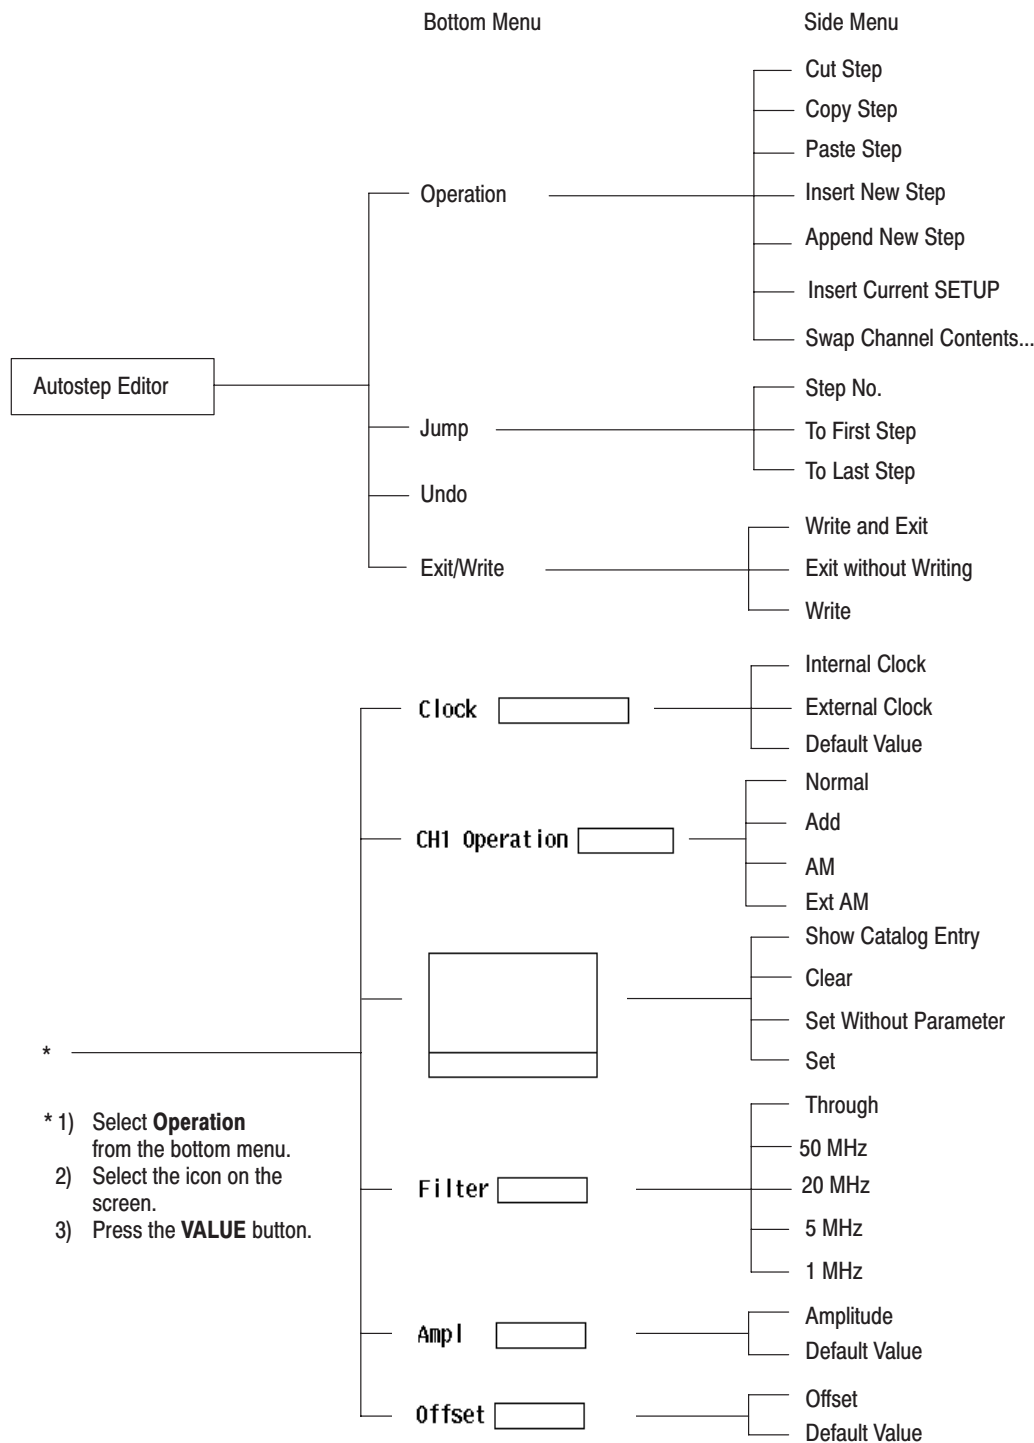 Bottom Menu
Side Menu
Cut Step
Copy Step
Paste Step
Operation
Insert New Step
Append New Step
Insert Current SETUP
Swap Channel Contents...
Autostep Editor
Step No.
Jump
To First Step
To Last Step
Undo
Write and Exit
Exit/Write
Exit without Writing
Write
Internal Clock
Clock
External Clock
Default Value
Normal
CH1 Operation
Add
AM
Ext AM
Show Catalog Entry
Clear
Set Without Parameter
Set
*
* 1) Select Operation
from the bottom menu.
2) Select the icon on the
screen.
3) Press the VALUE button.
Through
50 MHz
Filter
20 MHz
5 MHz
1 MHz
Amplitude
Ampl
Default Value
Offset
Offset
Default Value